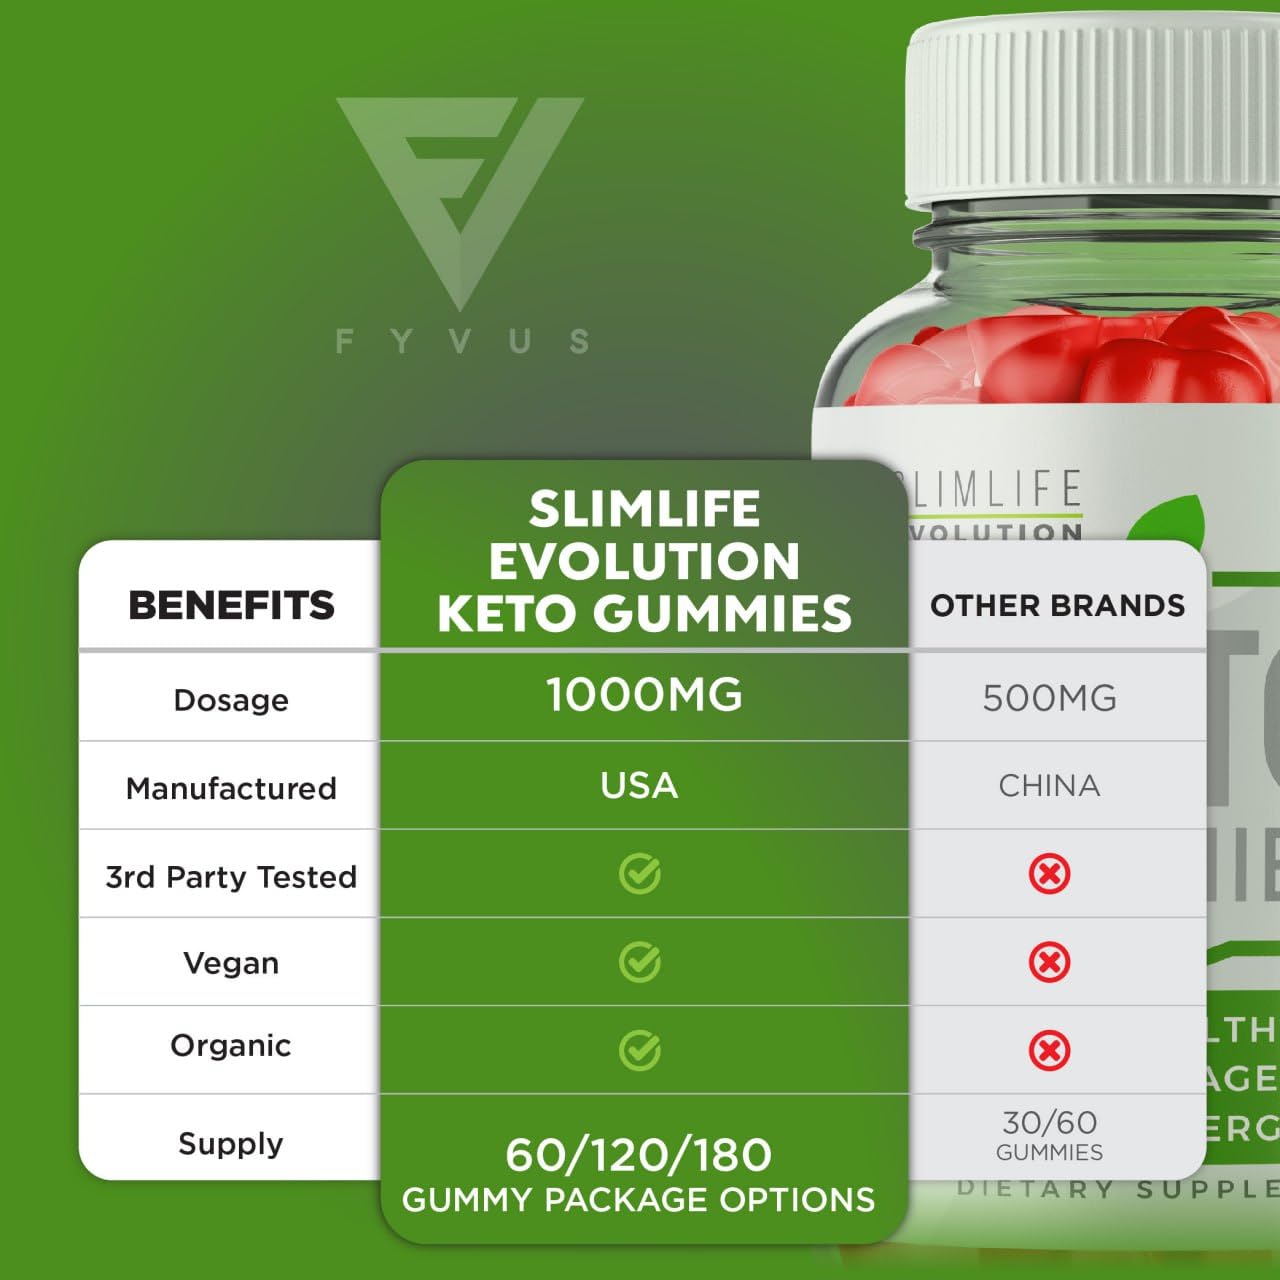 FYVUS
SLIMLIFE
EVOLUTION
KETO GUMMIES
BENEFITS
OTHER BRANDS
Dosage
1000MG
500MG
Manufactured
USA
CHINA
3rd Party Tested
Vegan
Organic
Supply
60/120/180
GUMMY PACKAGE OPTIONS
30/60
GUMMIES
LIMLIFE
VOLUTION
DIETARY SUPPLE